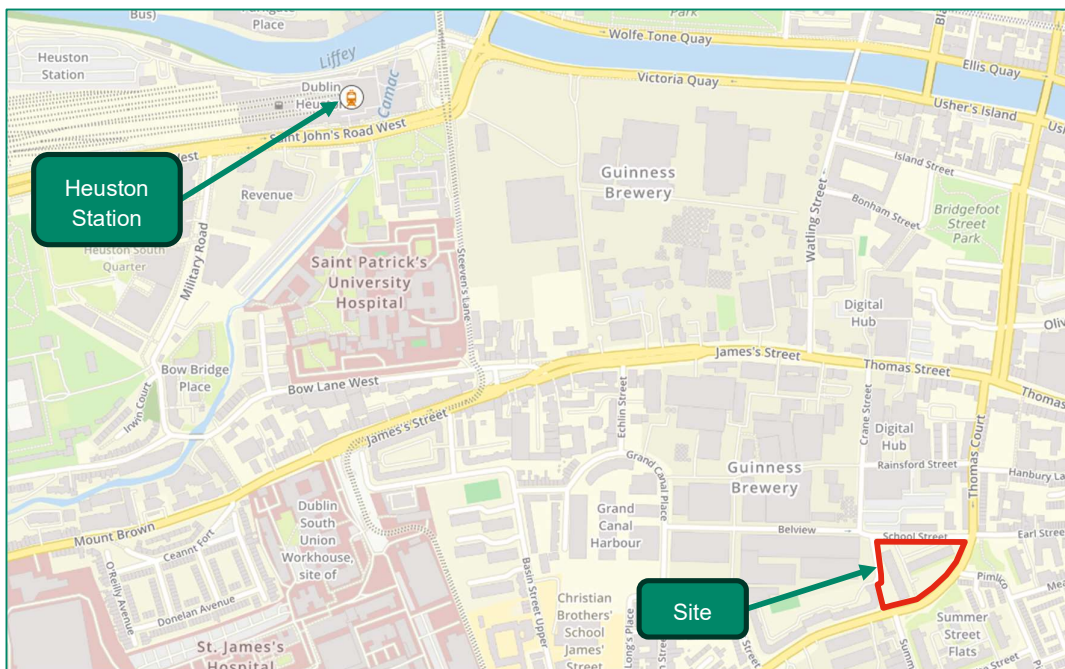 Bus)
Place
Park
Wolfe Tone Quay
Ellis Quay
Heuston
Station
Liffey
Victoria Quay
Usher's Island
Dublin
Camac
Saint John's Road West
Island Street
Heuston
Station
Guinness
Brewery
Watling Street
Bonham Street
Bridgefoot
Street
Park
Revenue
Heuston South
Quarter
Military Road
Saint Patrick's
University
Hospital
Steeven's Lane
Digital
Hub
James's Street
Thomas Street
Thomas
Bow Bridge
Place
Bow Lane West
Irwin Court
James's Street
Echlin Street
Crane Street
Digital
Hub
Thomas Court
Rainsford Street
Hanbury La
Grand Canal Place
Guinness
Brewery
Grand
Canal
Harbour
Belview
School Street
Earl Stree
Mount Brown
Ceannt Fort
Dublin
South
Union
Workhouse,
site of
O'Reilly Avenue
Donelan Avenue
Basin Street Upper
Christian
Brothers'
School
James'
Street
Long's Place
Site
Pimlico
Summer
Street
Flats
St. James's
Hospital